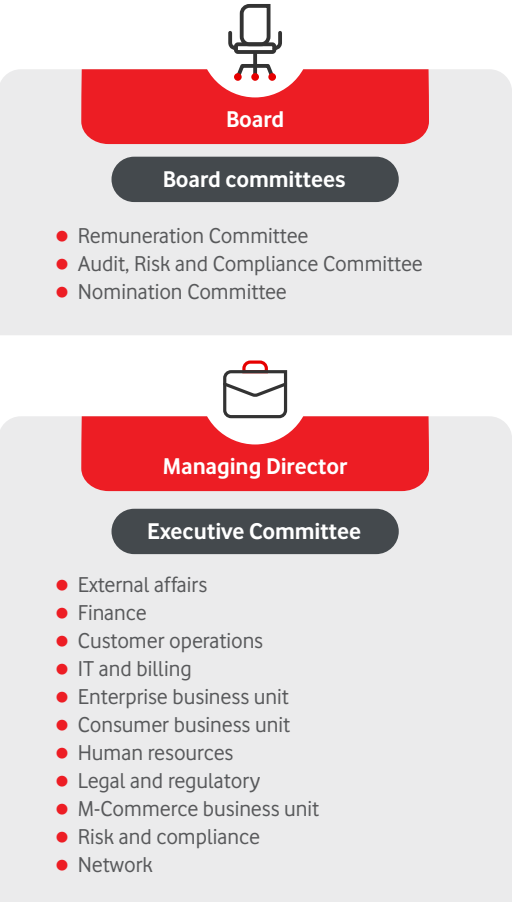 Board
Board committees
Remuneration Committee
Audit, Risk and Compliance Committee
Nomination Committee
Managing Director
Executive Committee
External affairs
Finance
Customer operations
IT and billing
Enterprise business unit
Consumer business unit
Human resources
Legal and regulatory
M-Commerce business unit
Risk and compliance
Network